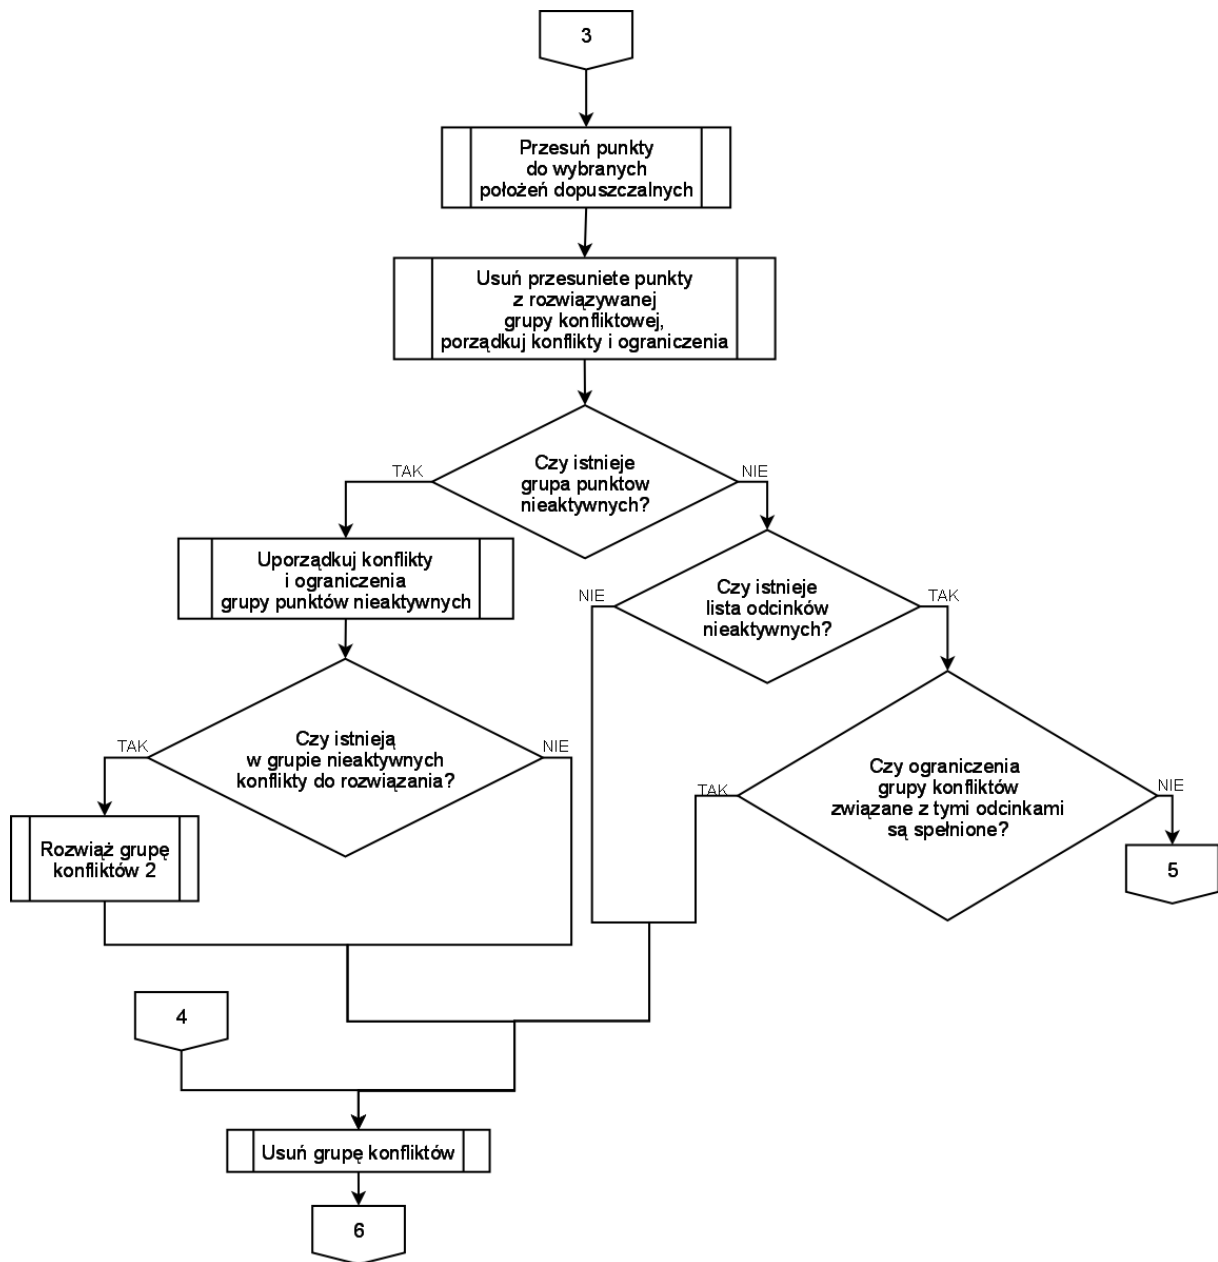 3
Przesuń punkty
do wybranych
położeń dopuszczalnych
Usuń przesuniete punkty
z rozwiązywanej
grupy konfliktowej,
porządkuj konflikty i ograniczenia
TAK
Czy istnieje
grupa punktow
nieaktywnych?
NIE
Uporządkuj konflikty
i ograniczenia
grupy punktów nieaktywnych
NIE
Czy istnieje
lista odcinków
nieaktywnych?
TAK
TAK
Czy istnieją
w grupie nieaktywnych
konflikty do rozwiązania?
NIE
TAK
Czy ograniczenia
grupy konfliktów
związane z tymi odcinkami
są spełnione?
NIE
Rozwiąż grupę
konfliktów 2
5
4
Usuń grupę konfliktów
6